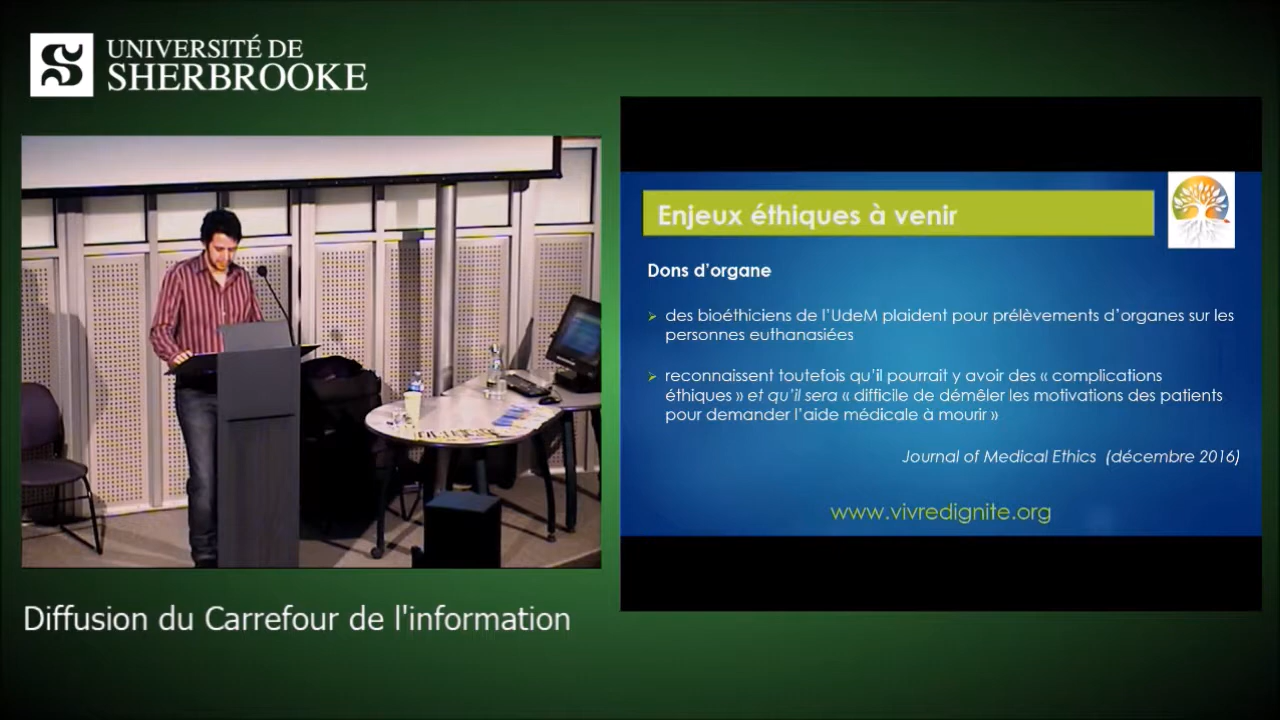 UNIVERSITÉ DE
SHERBROOKE
Enjeux éthiques à venir
Dons d'organe
des bioéthiciens de l'UdeM plaident pour prélèvements d'organes sur les
personnes euthanasiées
reconnaissent toutefois qu'il pourrait y avoir des « complications
éthiques » et qu'il sera « difficile de démêler les motivations des patients
pour demander l'aide médicale à mourir »
Journal of Medical Ethics (décembre 2016)
www.vivredignite.org
Diffusion du Carrefour de l'information